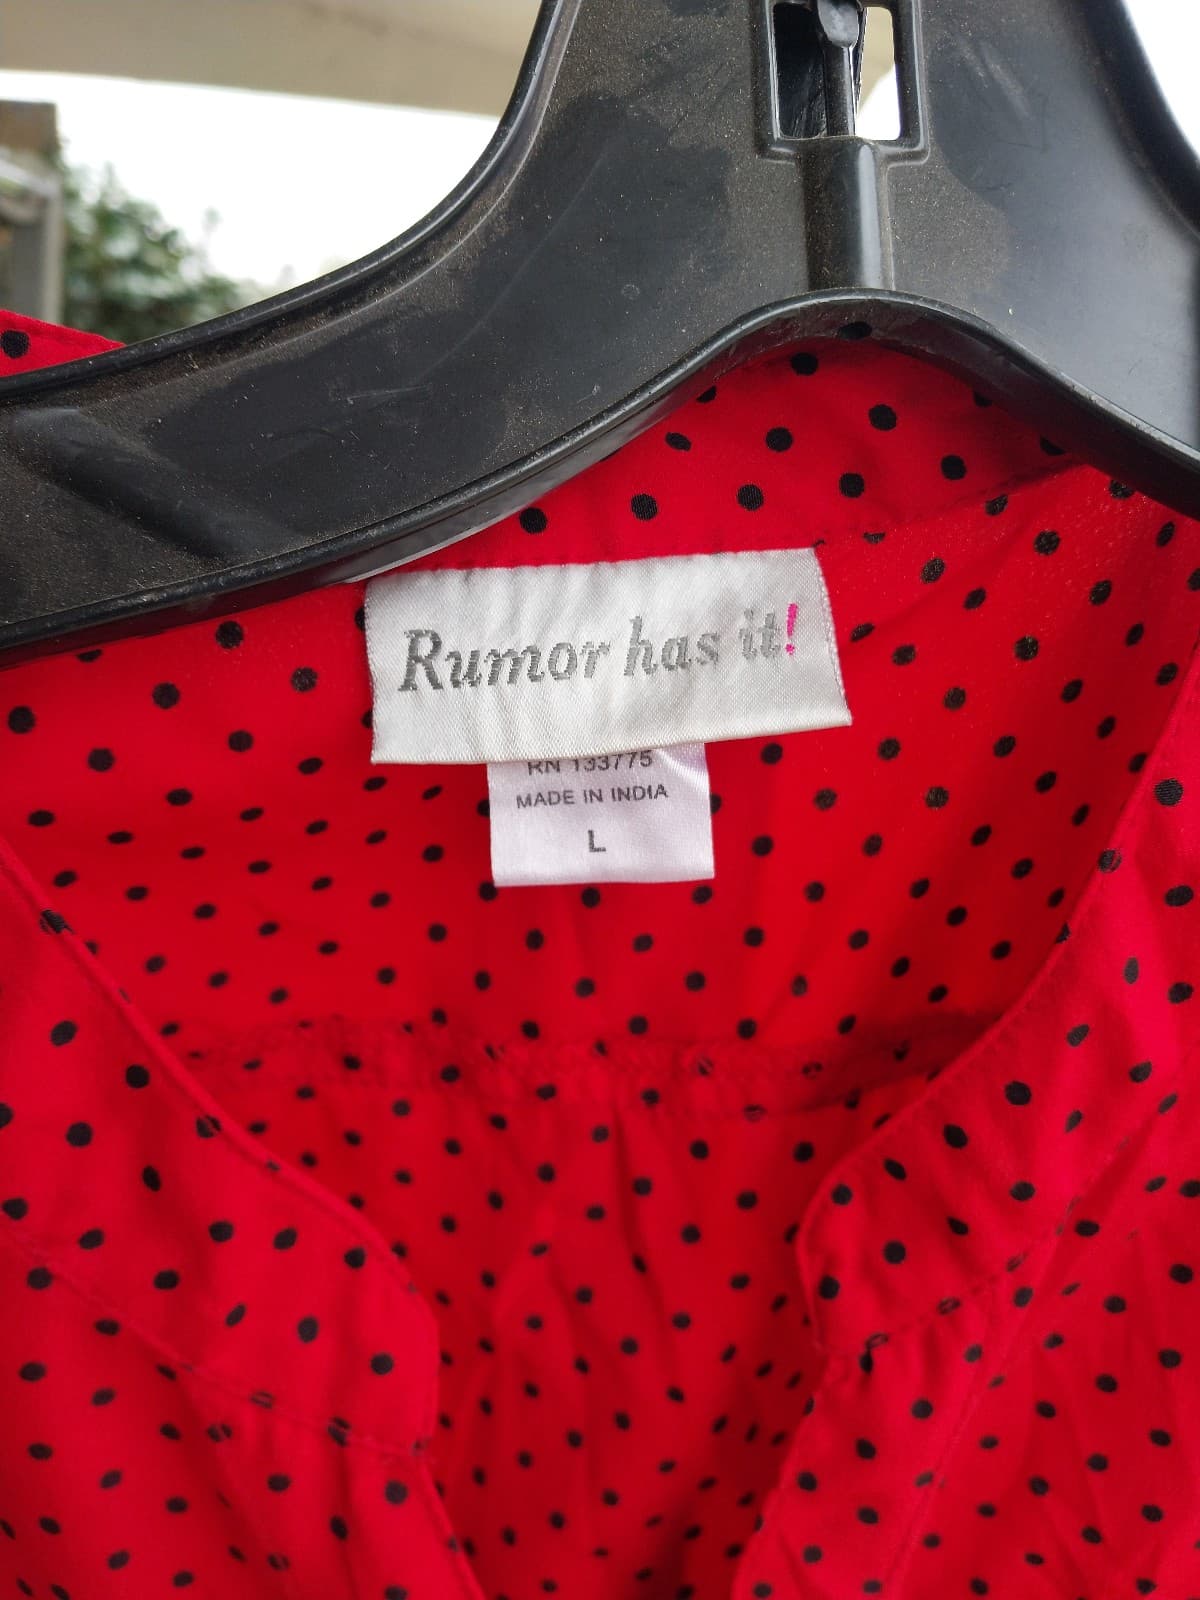 Rumor has it!
RN 133775
MADE IN INDIA
L